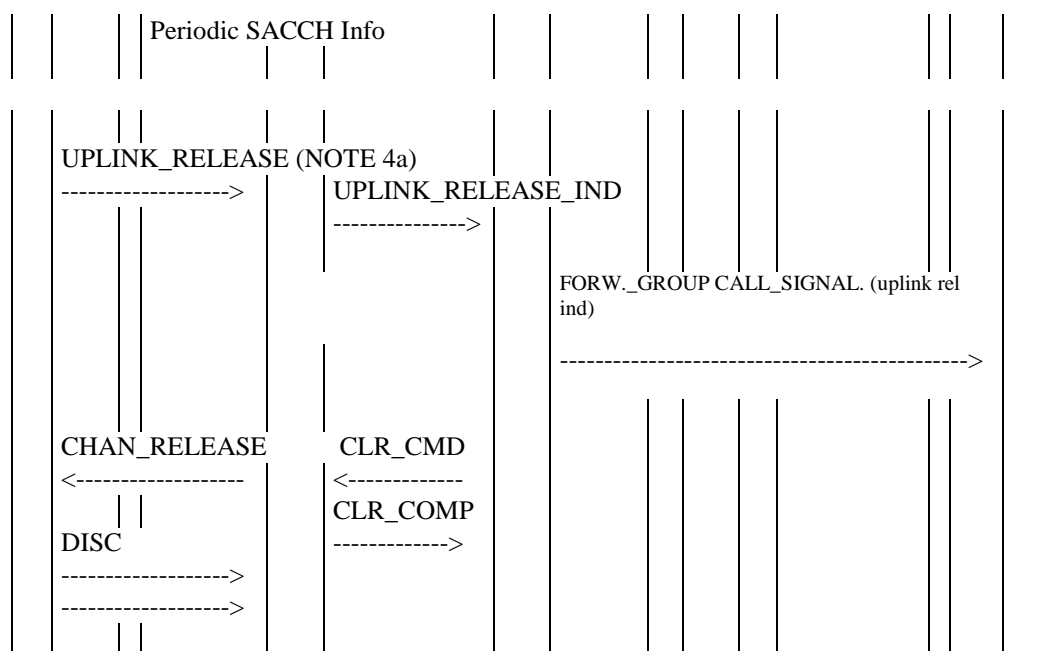 Periodic SACCH Info
UPLINK_RELEASE (NOTE 4a)
-------------------> UPLINK_RELEASE_IND
--------------->
FORW._GROUP CALL_SIGNAL. (uplink rel
ind)
---------------------------------------------->
CHAN_RELEASE CLR_CMD
<------------------- <-------------
CLR_COMP
DISC ------------->
------------------->
------------------->